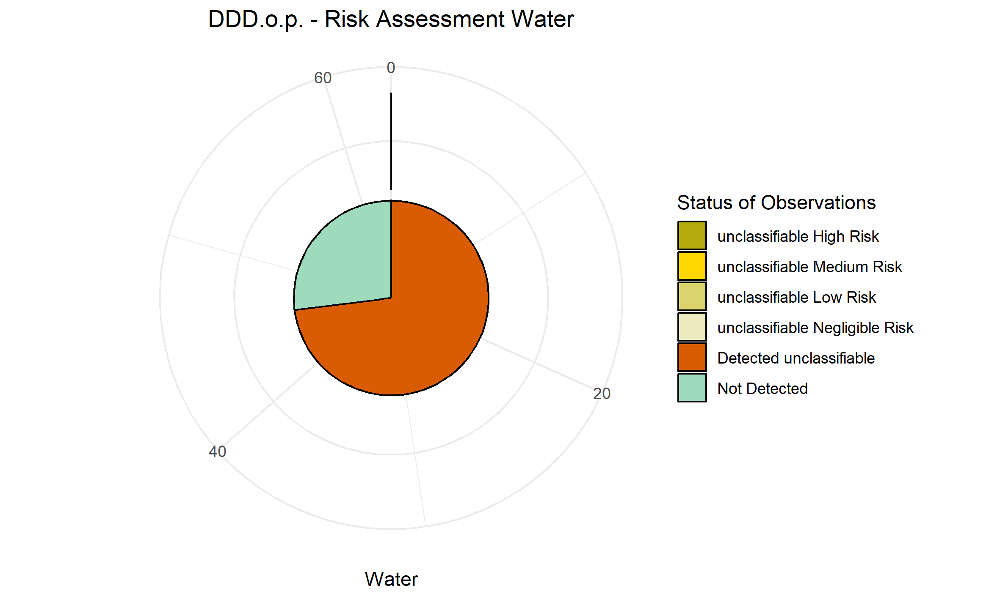 DDD.o.p. - Risk Assessment Water
0
60
20
40
Water
Status of Observations
unclassifiable High Risk
unclassifiable Medium Risk
unclassifiable Low Risk
unclassifiable Negligible Risk
Detected unclassifiable
Not Detected